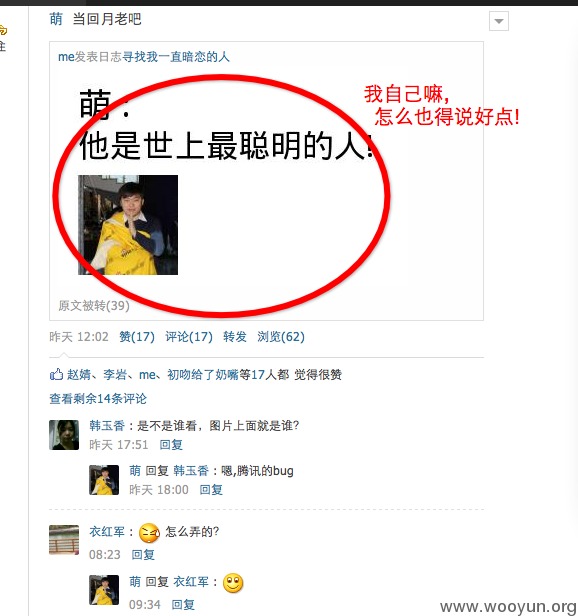 萌 当回月老吧
me发表日志寻找我一直暗恋的人
我自己嘛,
怎么也得说好点!
萌:
他是世上最聪明的人!
原文被转(39)
昨天 12:02 赞(17) 评论(17) 转发 浏览(62)
赵婧、李岩、me、初吻给了奶嘴等17人都 觉得很赞
查看剩余14条评论
韩玉香:是不是谁看，图片上面就是谁?
昨天 17:51 回复
萌 回复 韩玉香:嗯,腾讯的bug
昨天 18:00 回复
衣红军: 怎么弄的?
08:23 回复
萌 回复 衣红军:
09:34 回复
www.wooyun.org